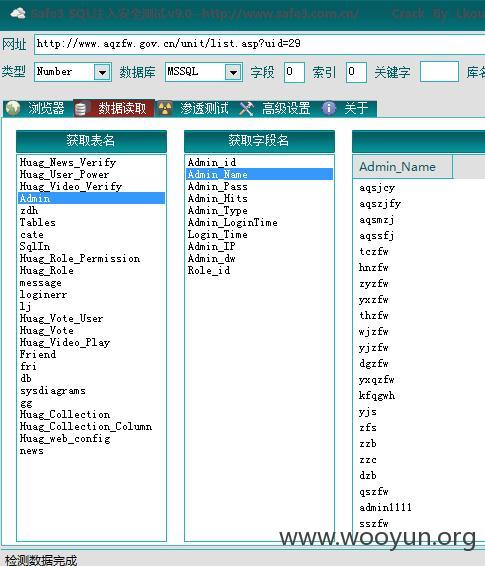 Safe3 SQL注入安全测试 v9.0 --http://www.safe3.com.cn/ Crack By Lkou
网址 http://www.aqzfw.gov.cn/unit/list.asp?uid=29
类型 Number 数据库 MSSQL 字段 0 索引 0 关键字 库名
浏览器 数据读取 渗透测试 高级设置 关于
获取表名
Huag_News_Verify
Huag_User_Power
Huag_Video_Verify
Admin
zdh
Tables
cate
SqlIn
Huag_Role_Permission
Huag_Role
message
loginerr
lj
Huag_Vote_User
Huag_Vote
Huag_Video_Play
Friend
fri
db
sysdiagrams
gg
Huag_Collection
Huag_Collection_Column
Huag_web_config
news
获取字段名
Admin_id
Admin_Name
Admin_Pass
Admin_Hits
Admin_Type
Admin_LoginTime
Login_Time
Admin_IP
Admin_dw
Role_id
Admin_Name
aqsjcy
aqszjfy
aqsmzj
aqssfj
tczfw
hnzfw
zyzfw
yxzfw
thzfw
wjzfw
yjzfw
dgzfw
yxqzfw
kfqgwh
yjs
zfs
zzb
zzc
dzb
qszfw
admin1111
sszfw
www.wooyun.org
检测数据完成